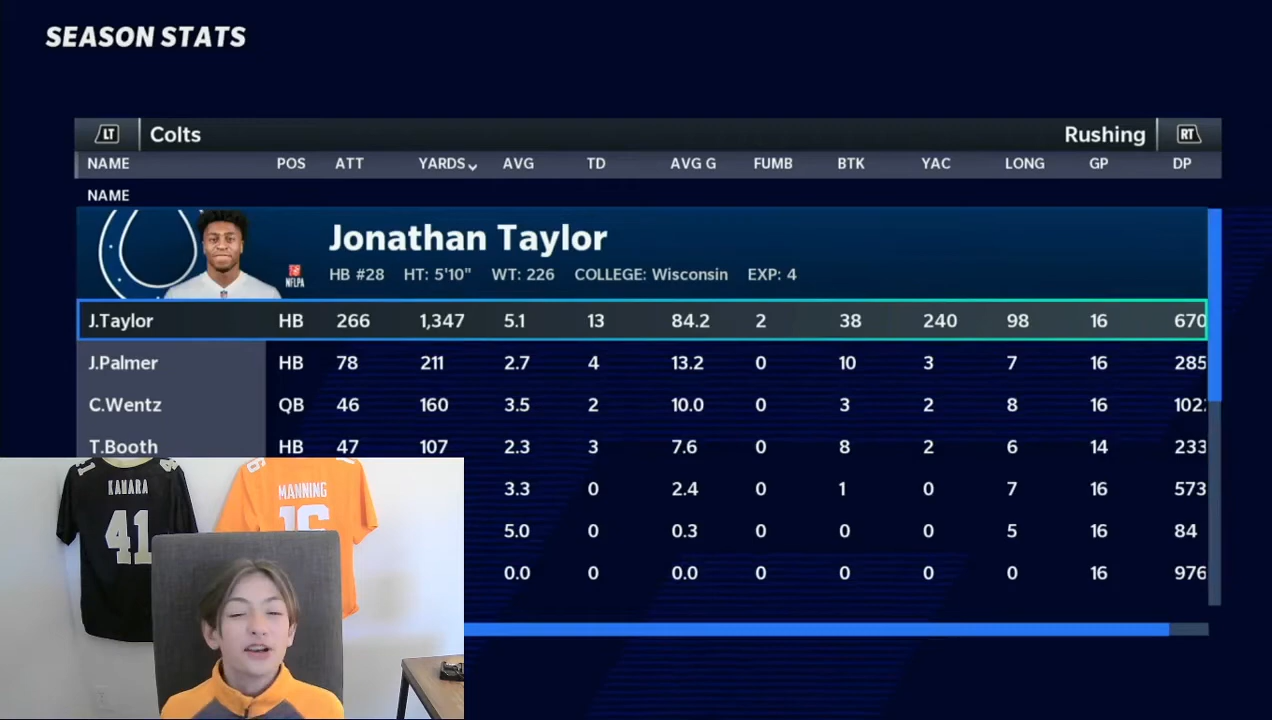 SEASON STATS
LT Colts Rushing RT
NAME POS ATT YARDS AVG TD AVG G FUMB BTK YAC LONG GP DP
NAME
Jonathan Taylor
HB #28 HT: 5'10" WT: 226 COLLEGE: Wisconsin EXP: 4
NFLPA
J.Taylor HB 266 1,347 5.1 13 84.2 2 38 240 98 16 670
J.Palmer HB 78 211 2.7 4 13.2 0 10 3 7 16 285
C.Wentz QB 46 160 3.5 2 10.0 0 3 2 8 16 102
T.Booth HB 47 107 2.3 3 7.6 0 8 2 6 14 233
3.3 0 2.4 0 1 0 7 16 573
5.0 0 0.3 0 0 0 5 16 84
0.0 0 0.0 0 0 0 0 16 976
41
KAMARA
41
16
MANNING
16